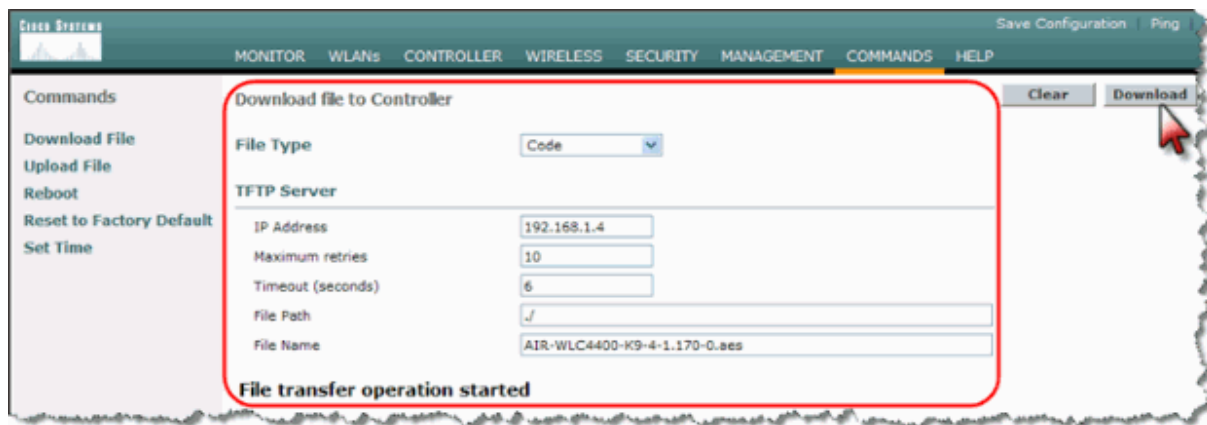 CISCO SYSTEMS
Save Configuration | Ping
MONITOR WLANs CONTROLLER WIRELESS SECURITY MANAGEMENT COMMANDS HELP
Commands
Download File
Upload File
Reboot
Reset to Factory Default
Set Time
Download file to Controller
Clear
Download
File Type Code
TFTP Server
IP Address 192.168.1.4
Maximum retries 10
Timeout (seconds) 6
File Path ./
File Name AIR-WLC4400-K9-4-1.170-0.aes
File transfer operation started